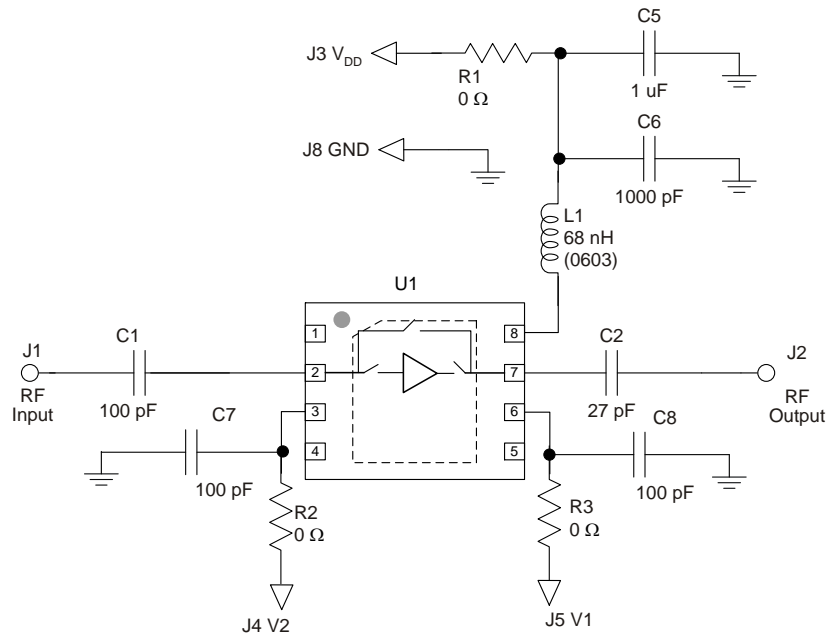 C5
J3 VDD
R1
0 Ω
1 uF
C6
J8 GND
1000 pF
L1
68 nH
(0603)
U1
1
8
J1
C1
C2
J2
2
7
RF
Input
100 pF
27 pF
RF
Output
C7
3
6
C8
4
5
100 pF
100 pF
R2
0 Ω
R3
0 Ω
J4 V2
J5 V1